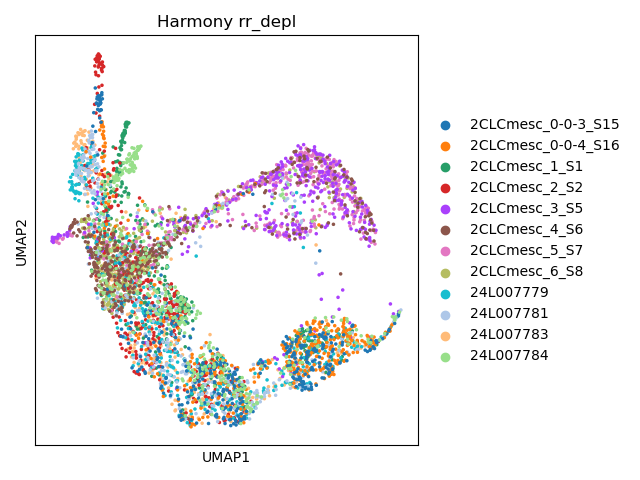 Harmony rr_depl
UMAP2
UMAP1
2CLCmesc_0-0-3_S15
2CLCmesc_0-0-4_S16
2CLCmesc_1_S1
2CLCmesc_2_S2
2CLCmesc_3_S5
2CLCmesc_4_S6
2CLCmesc_5_S7
2CLCmesc_6_S8
24L007779
24L007781
24L007783
24L007784